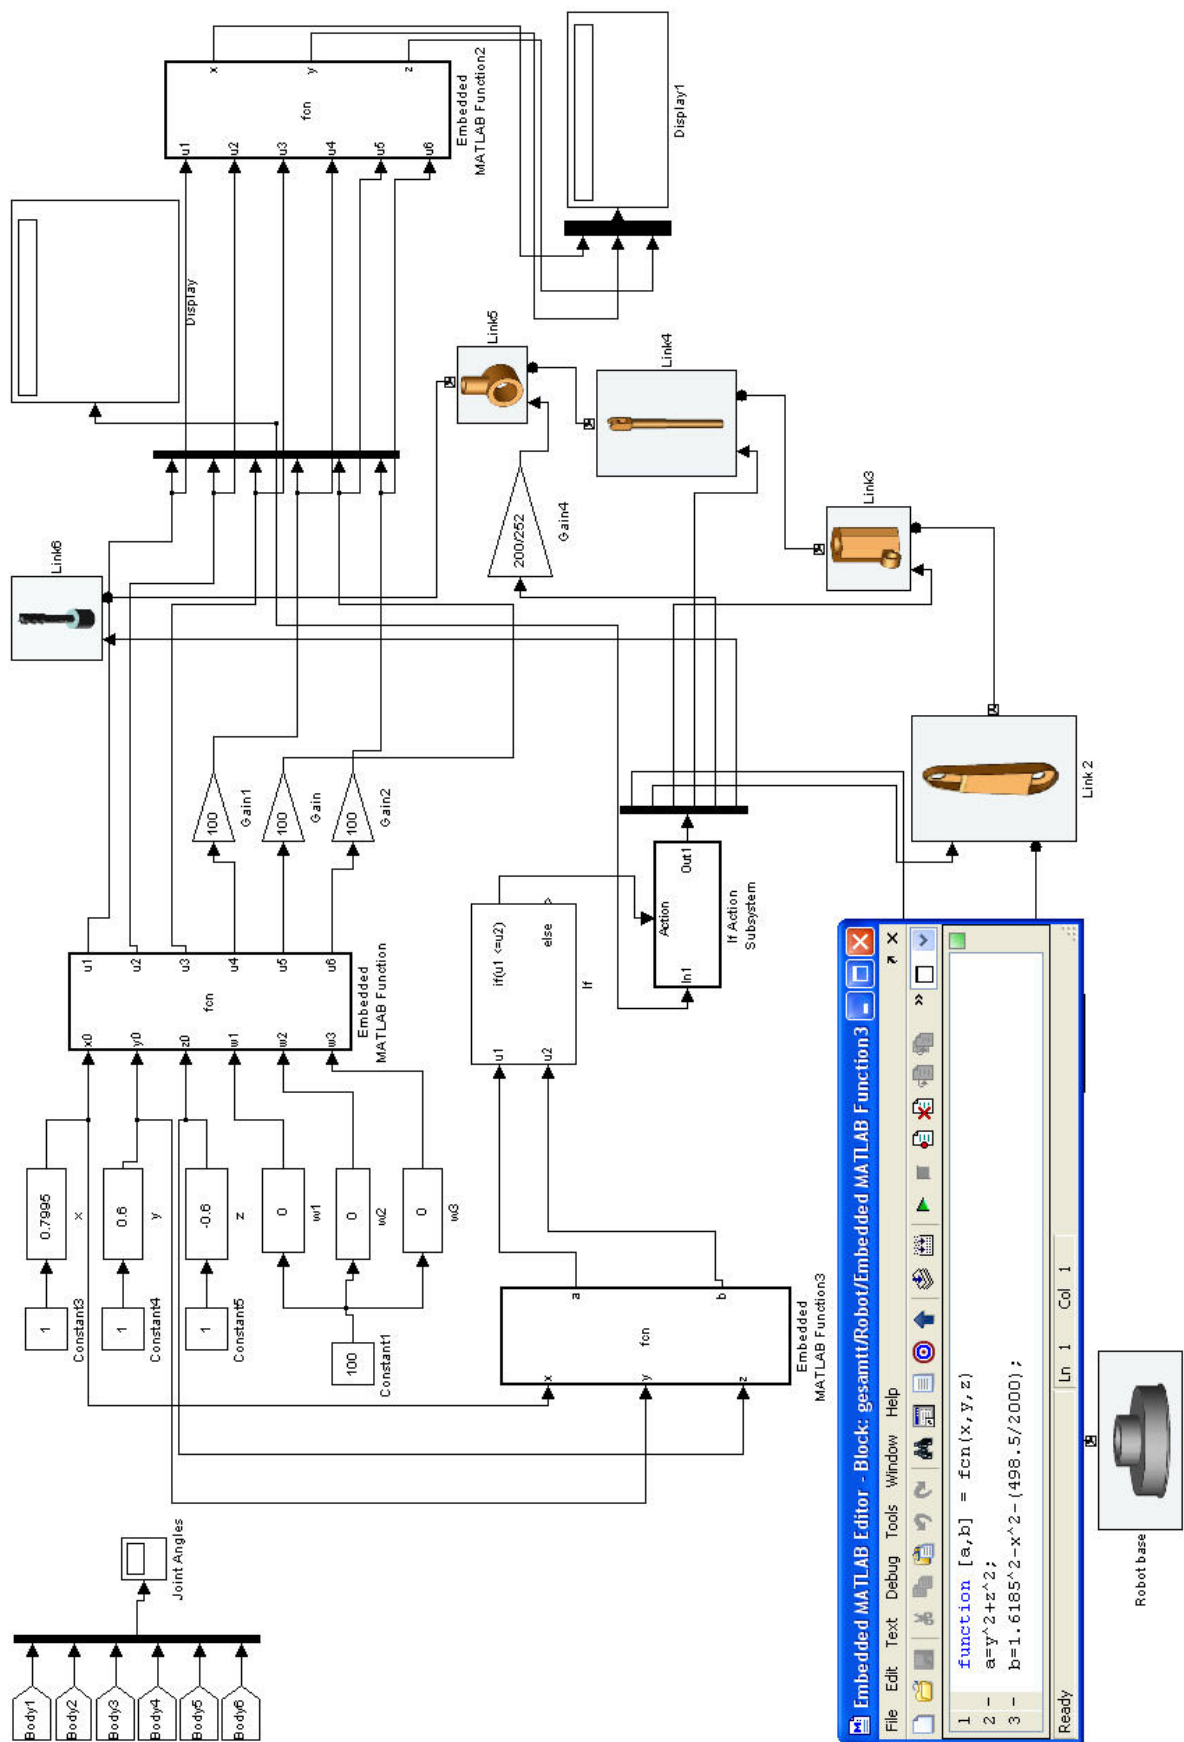 Body1
Body2
Body3
Body4
Body5
Body6
Joint Angles
1
Constant3
1
Constant4
1
Constant5
100
Constant1
0.7995
x
0.6
y
-0.6
z
0
w1
0
w2
0
w3
x0
y0
z0
w1
w2
w3
fcn
u1
u2
u3
u4
u5
u6
Embedded
MATLAB Function
100
Gain1
100
Gain
100
Gain2
Link6
Display
u1
u2
u3
u4
u5
u6
fcn
x
y
z
Embedded
MATLAB Function2
Display1
x
y
z
fcn
a
b
Embedded
MATLAB Function3
u1
u2
if(u1 <=u2)
else
If
Action
In1
Out1
If Action
Subsystem
200/252
Gain4
Link5
Link4
Link3
Link 2
Embedded MATLAB Editor - Block: gesamtt/Robot/Embedded MATLAB Function3
File Edit Text Debug Tools Window Help
1 function [a,b] = fcn(x,y,z)
2 - a=y^2+z^2;
3 - b=1.6185^2-x^2-(498.5/2000);
Ready
Ln 1 Col 1
Robot base